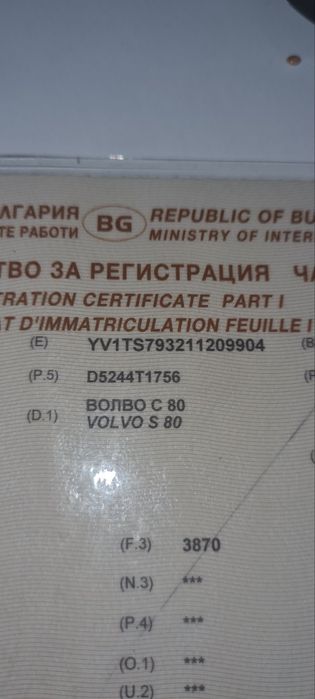 ЛГАРИЯ BG REPUBLIC OF BU
ТЕ РАБОТИ MINISTRY OF INTER
ТВО ЗА РЕГИСТРАЦИЯ ЧА
TRATION CERTIFICATE PART I
AT D'IMMATRICULATION FEUILLE I
(E) YV1TS793211209904 (B
(P.5) D5244T1756 (F
(D.1) ВОЛВО С 80
VOLVO S 80
(F.3) 3870
(N.3) ***
(P.4) ***
(O.1) ***
(U.2) ***